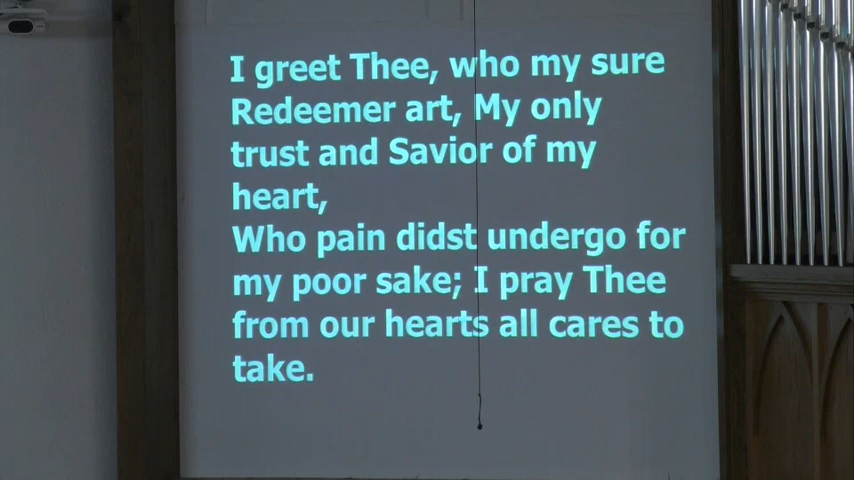 I greet Thee, who my sure
Redeemer art, My only
trust and Savior of my
heart,
Who pain didst undergo for
my poor sake; I pray Thee
from our hearts all cares to
take.